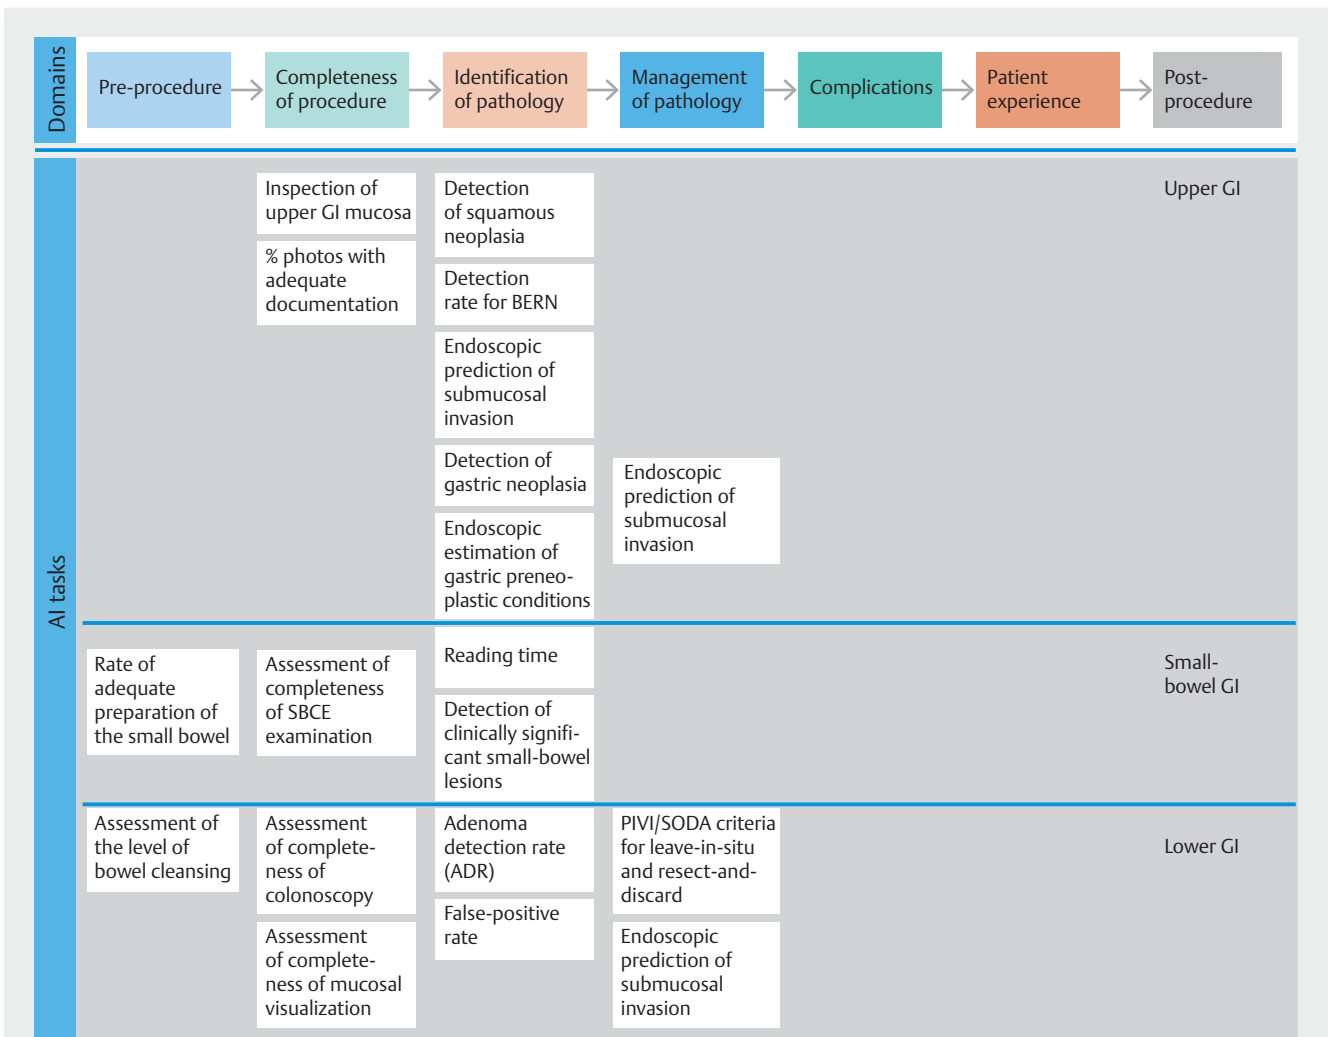 Domains
Pre-procedure
Completeness
of procedure
Identification
of pathology
Management
of pathology
Complications
Patient
experience
Post-
procedure
AI tasks
Upper GI
Inspection of
upper GI mucosa
% photos with
adequate
documentation
Detection
of squamous
neoplasia
Detection
rate for BERN
Endoscopic
prediction of
submucosal
invasion
Detection of
gastric neoplasia
Endoscopic
estimation of
gastric preneo-
plastic conditions
Endoscopic
prediction of
submucosal
invasion
Small-
bowel GI
Rate of
adequate
preparation of
the small bowel
Assessment of
completeness
of SBCE
examination
Reading time
Detection of
clinically signifi-
cant small-bowel
lesions
Lower GI
Assessment of
the level of
bowel cleansing
Assessment
of complete-
ness of
colonoscopy
Assessment
of complete-
ness of mucosal
visualization
Adenoma
detection rate
(ADR)
False-positive
rate
PIVI/SODA criteria
for leave-in-situ
and resect-and-
discard
Endoscopic
prediction of
submucosal
invasion